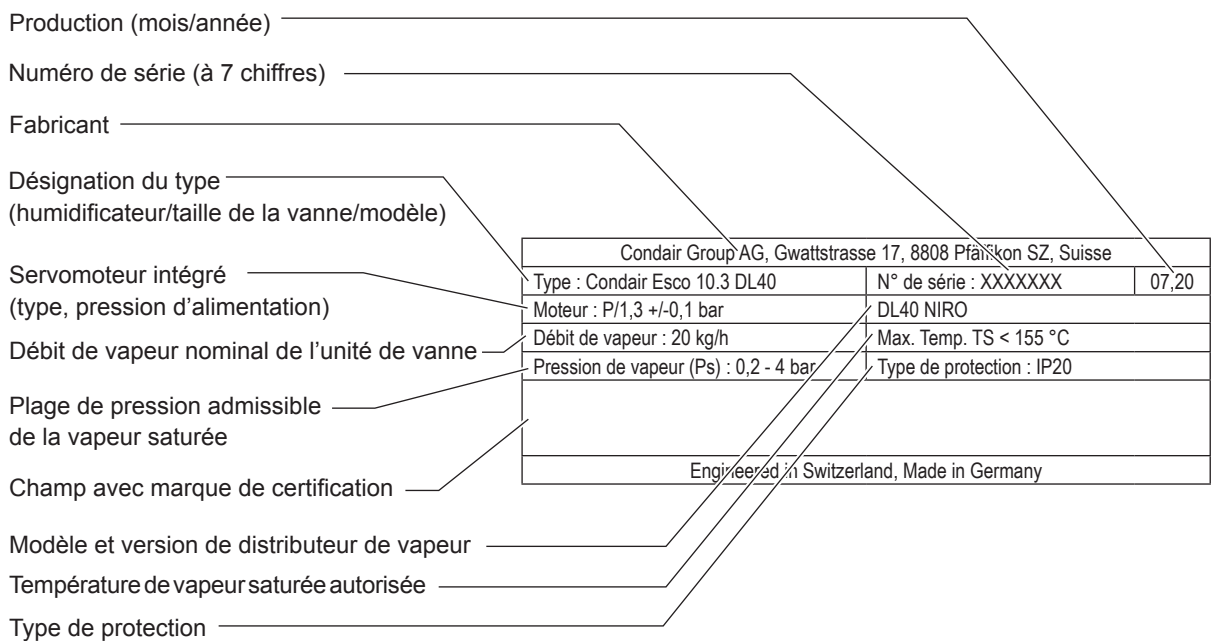 Production (mois/année)
Numéro de série (à 7 chiffres)
Fabricant
Désignation du type
(humidificateur/taille de la vanne/modèle)
Servomoteur intégré
(type, pression d'alimentation)
Débit de vapeur nominal de l'unité de vanne
Plage de pression admissible
de la vapeur saturée
Champ avec marque de certification
Modèle et version de distributeur de vapeur
Température de vapeur saturée autorisée
Type de protection
Condair Group AG, Gwattstrasse 17, 8808 Pfäffikon SZ, Suisse
Type : Condair Esco 10.3 DL40 N° de série : XXXXXXX 07,20
Moteur : P/1,3 +/-0,1 bar DL40 NIRO
Débit de vapeur : 20 kg/h Max. Temp. TS < 155 °C
Pression de vapeur (Ps) : 0,2 - 4 bar Type de protection : IP20
Engineered in Switzerland, Made in Germany